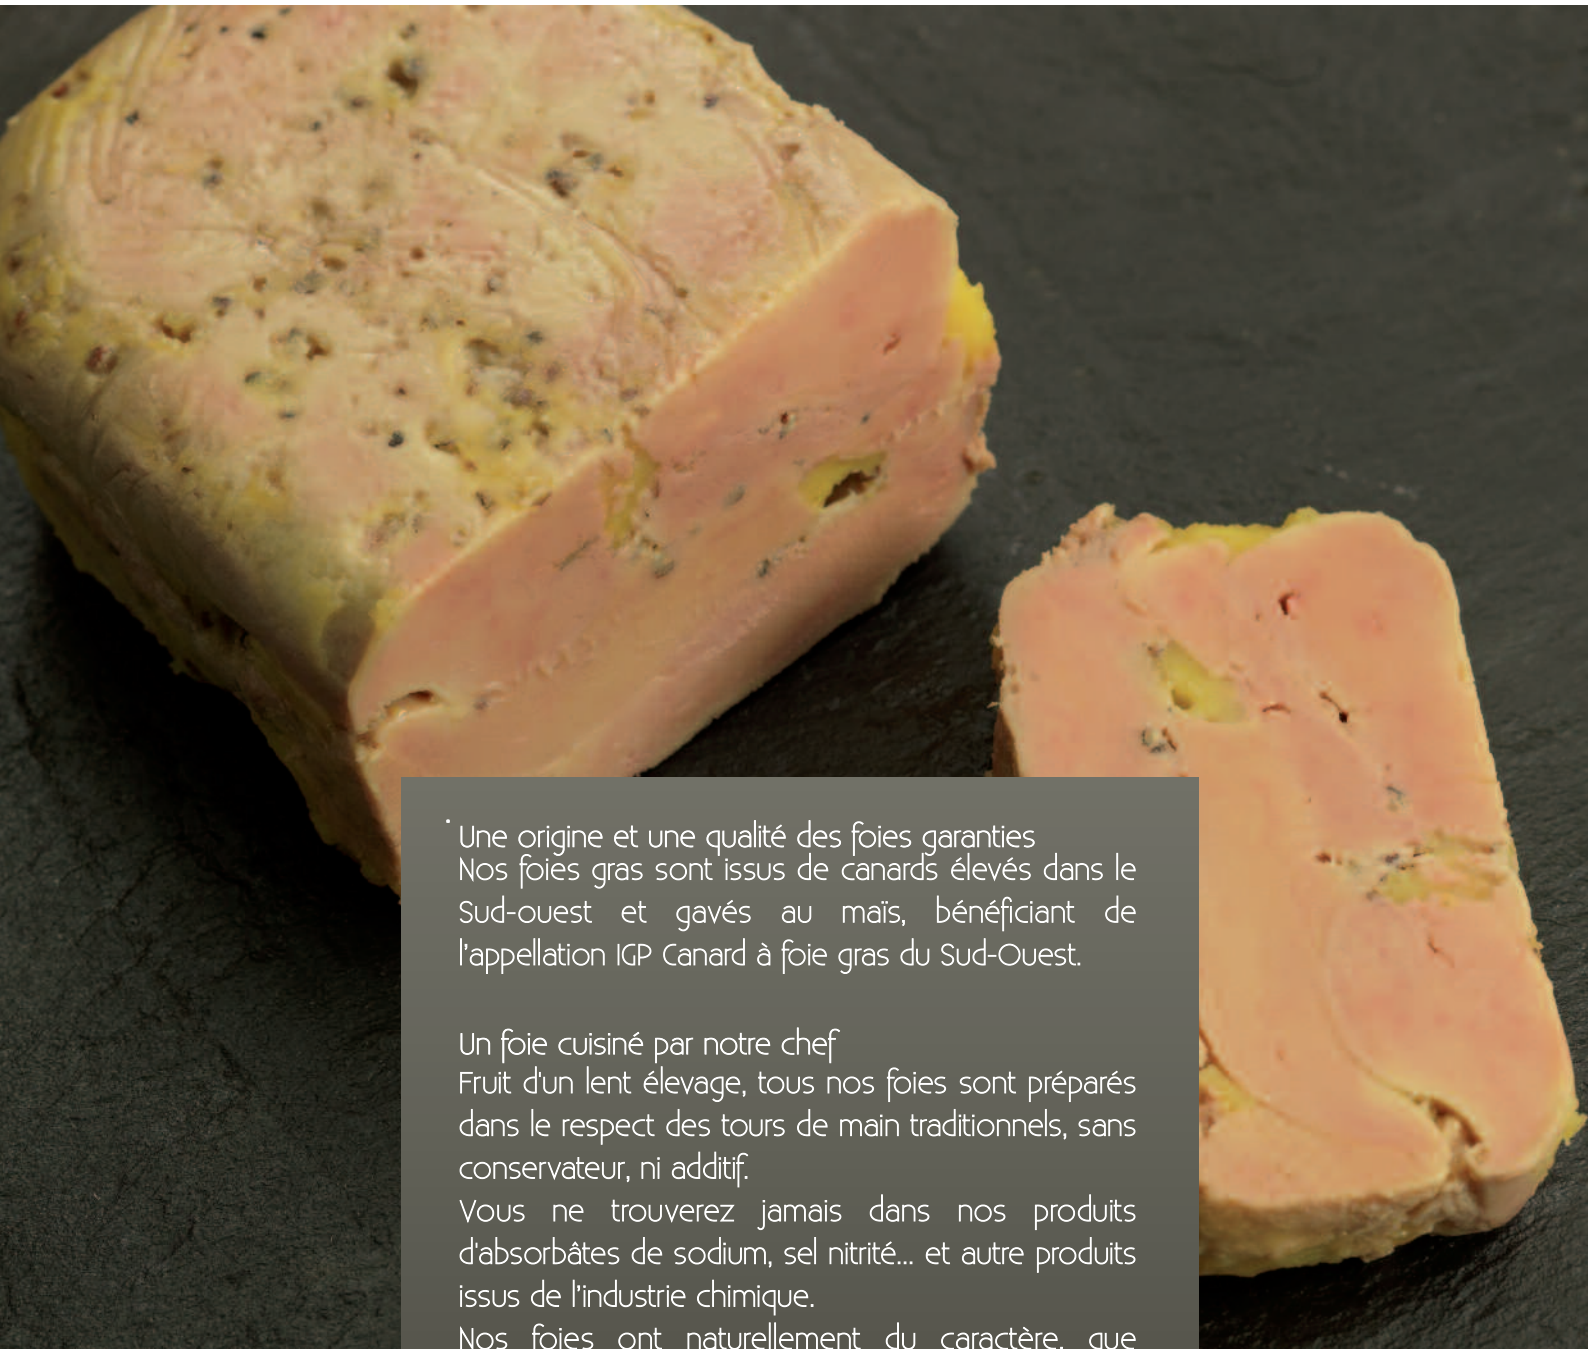 Une origine et une qualité des foies garanties
Nos foies gras sont issus de canards élevés dans le
Sud-ouest et gavés au maïs, bénéficiant de
l'appellation IGP Canard à foie gras du Sud-Ouest.
Un foie cuisiné par notre chef
Fruit d'un lent élevage, tous nos foies sont préparés
dans le respect des tours de main traditionnels, sans
conservateur, ni additif.
Vous ne trouverez jamais dans nos produits
d'absorbâtes de sodium, sel nitrité... et autre produits
issus de l'industrie chimique.
Nos foies ont naturellement du caractère, que